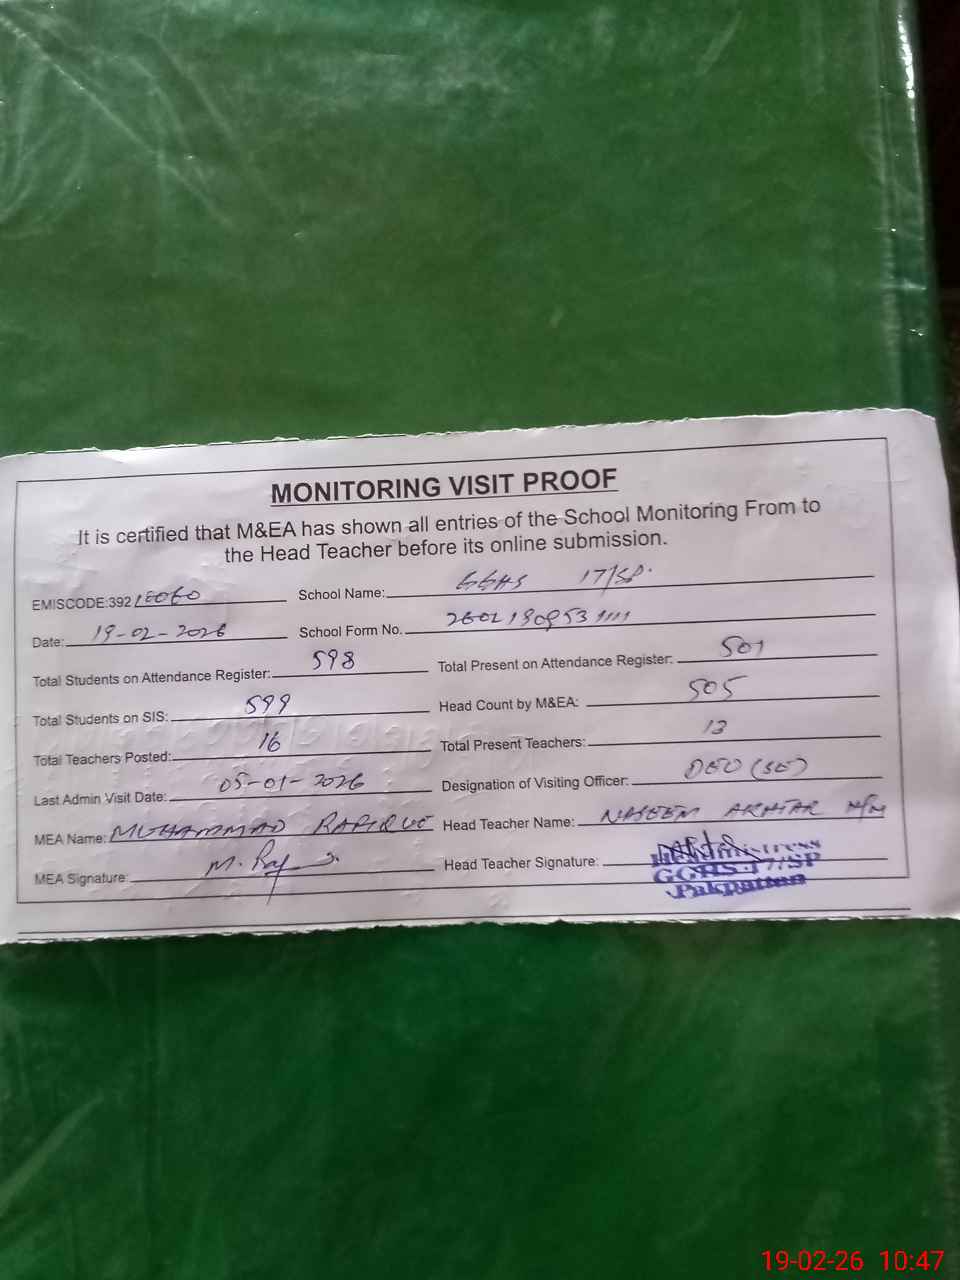 MONITORING VISIT PROOF
It is certified that M&EA has shown all entries of the School Monitoring From to
the Head Teacher before its online submission.
EMISCODE:392 School Name: GGHS 17/SP.
Date: 19-02-2026 School Form No.
Total Students on Attendance Register: 598 Total Present on Attendance Register: 501
Total Students on SIS: 599 Head Count by M&EA: 505
Total Teachers Posted: 16 Total Present Teachers: 13
Last Admin Visit Date: 05-01-2026 Designation of Visiting Officer: DEO (SE)
MEA Name: MUHAMMAD RAFIQUE Head Teacher Name: NASEEM AKHTAR H/M
MEA Signature: M. Raf Head Teacher Signature:
Headmistress
GGHS 17/SP
Pakpattan
19-02-26 10:47